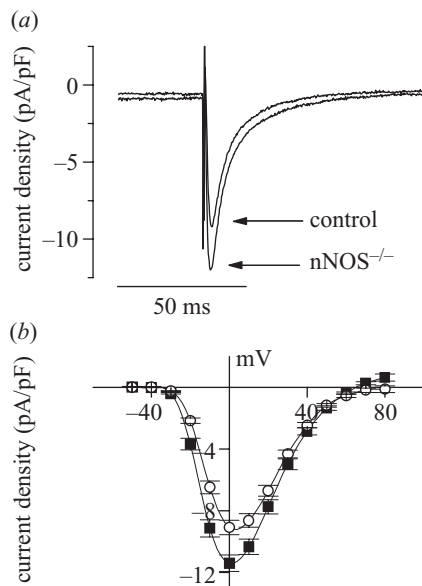 (a)
0
−5
−10
current density (pA/pF)
control
nNOS−/−
50 ms
(b)
mV
−40
40
80
4
8
−12
current density (pA/pF)